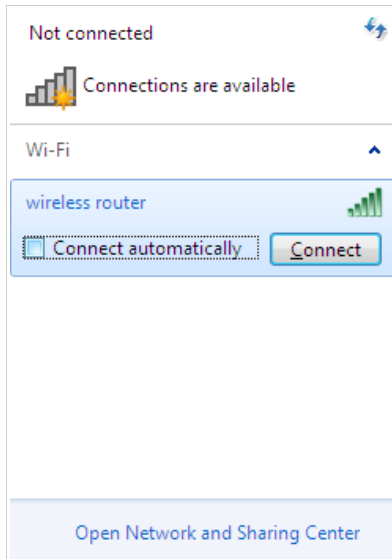 Not connected
Connections are available
Wi-Fi
wireless router
Connect automatically
Connect
Open Network and Sharing Center